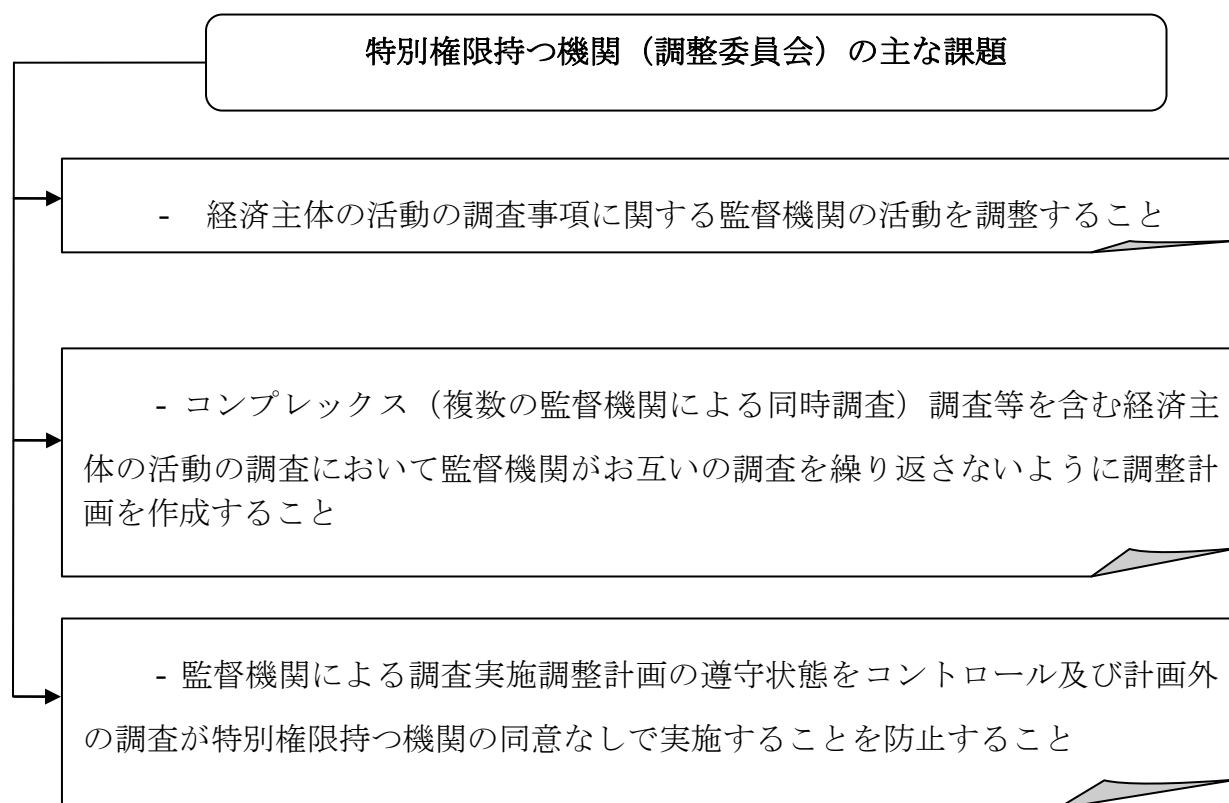 特別権限持つ機関（調整委員会）の主な課題
- 経済主体の活動の調査事項に関する監督機関の活動を調整すること
- コンプレックス（複数の監督機関による同時調査）調査等を含む経済主
体の活動の調査において監督機関がお互いの調査を繰り返さないように調整計
画を作成すること
- 監督機関による調査実施調整計画の遵守状態をコントロール及び計画外
の調査が特別権限持つ機関の同意なしで実施することを防止すること